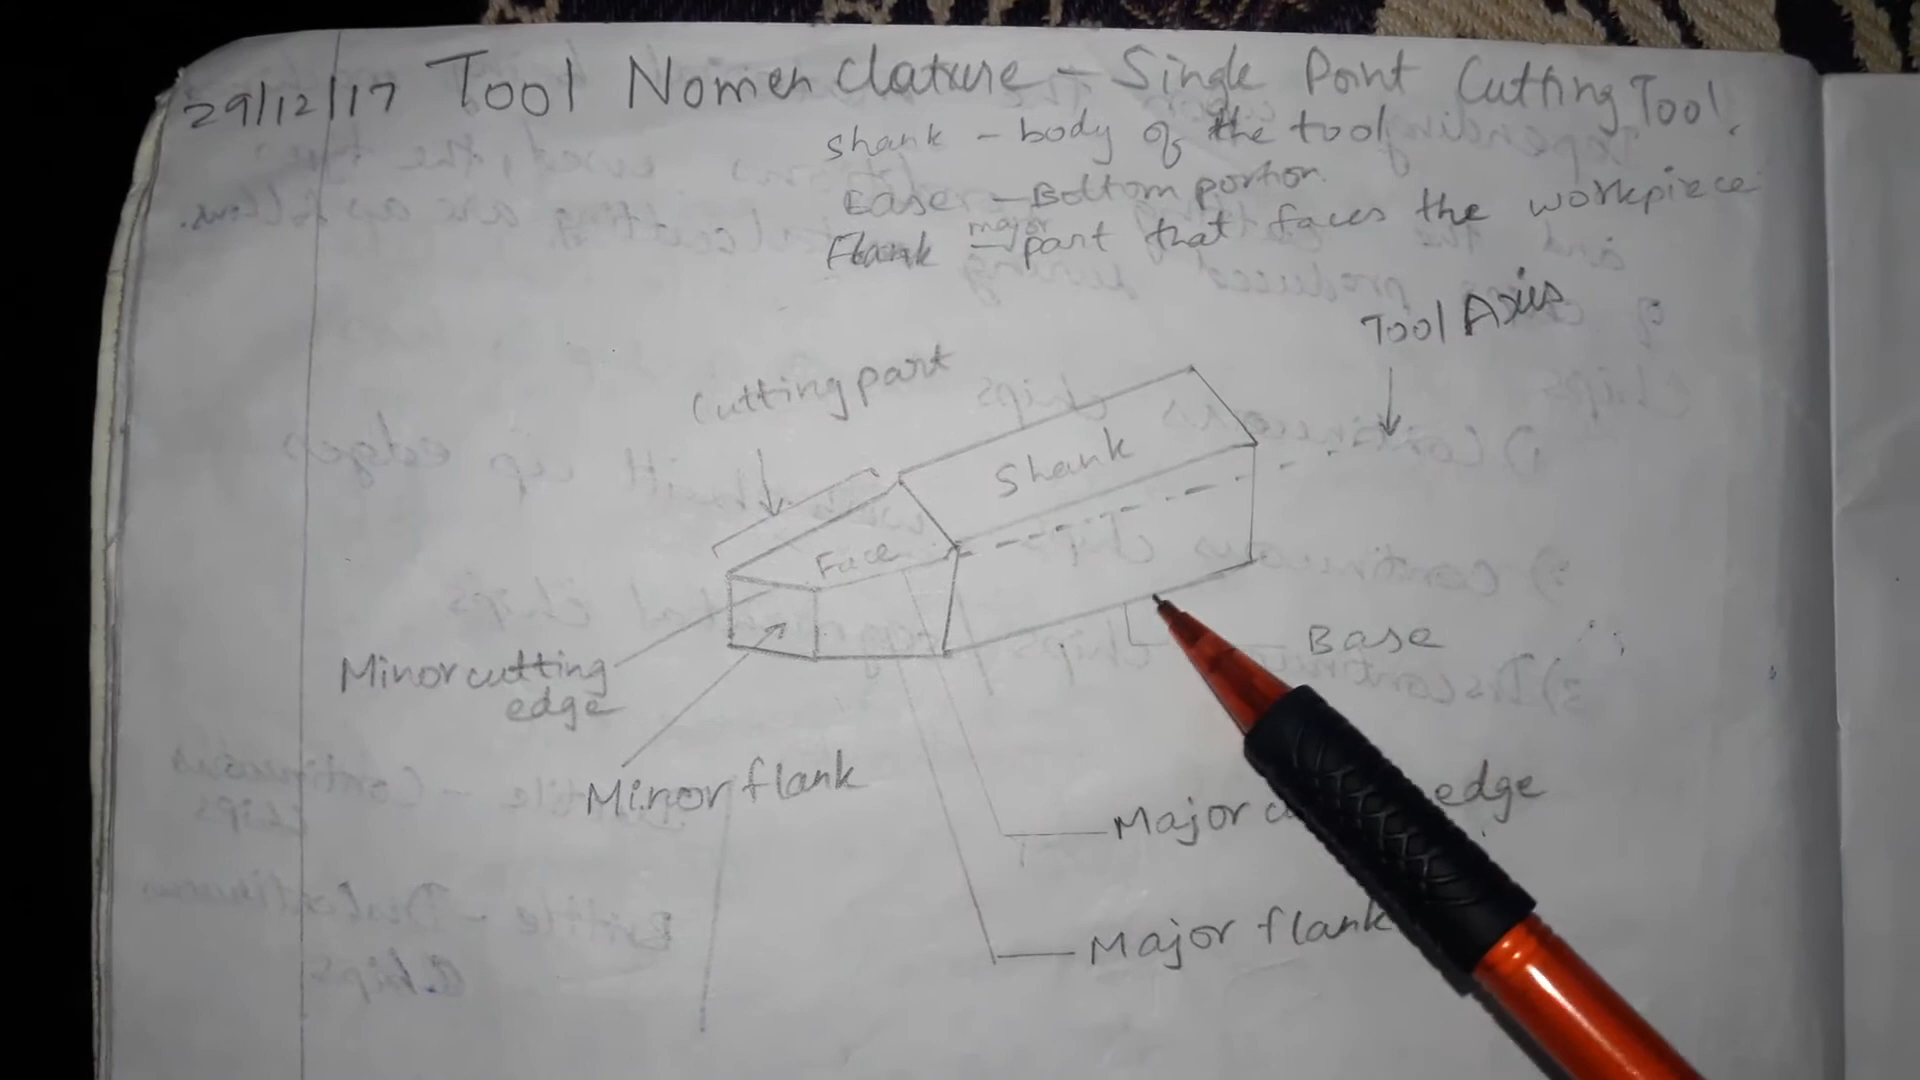 29/12/17 Tool Nomenclature - Single Point Cutting Tool.
Shank - body of the tool
Base - Bottom portion.
major
Flank - part that faces the workpiece
Tool Axis
Cutting part
Shank
Face
Base
Minor cutting
edge
Minor flank
Major edge
Major flank